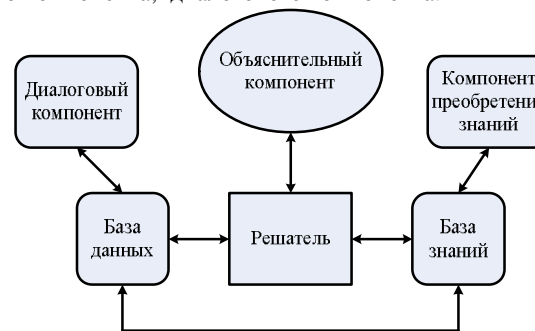 Объяснительный
компонент
Диалоговый
компонент
Компонент
преобретени
знаний
База
данных
Решатель
База
знаний